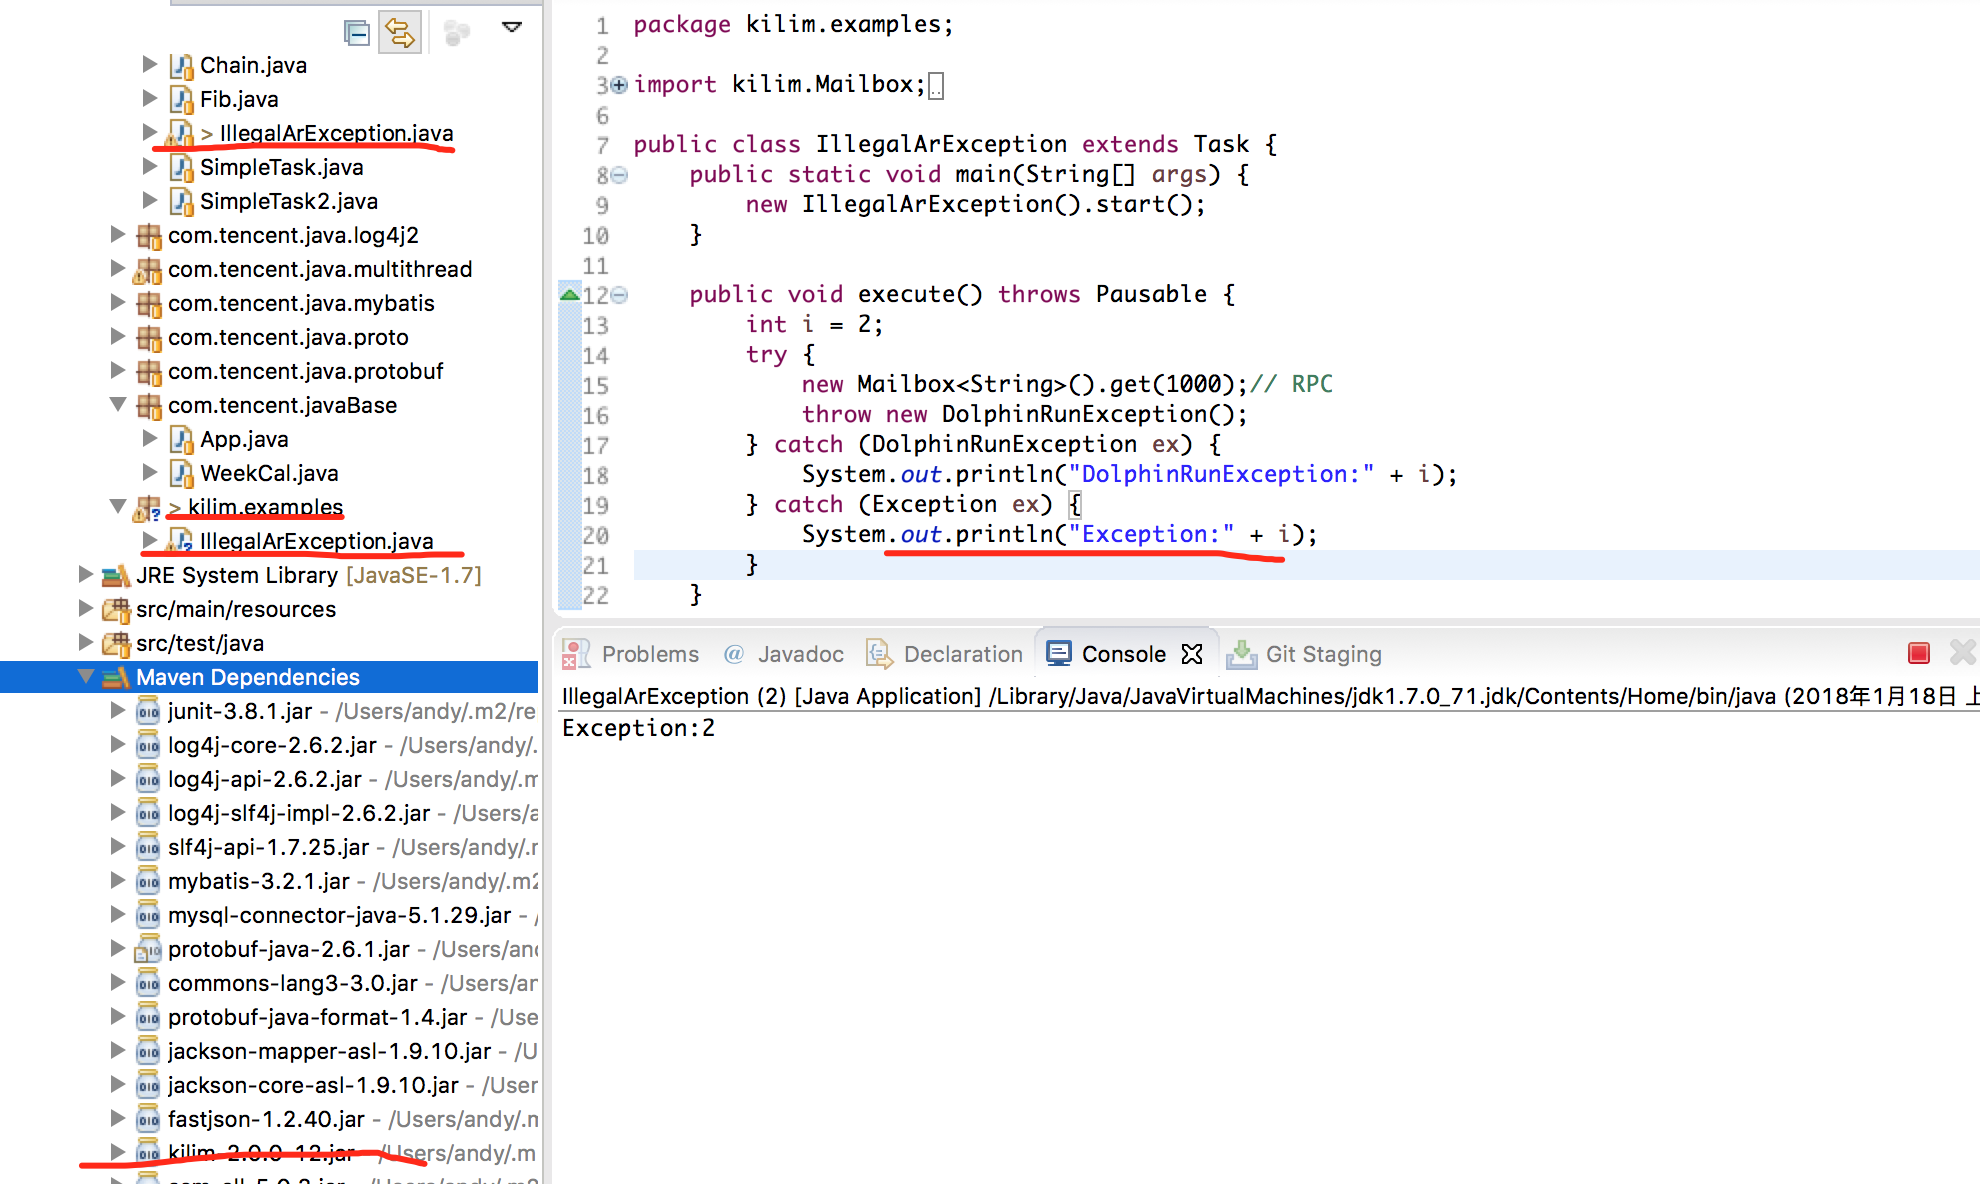 Chain.java
Fib.java
> IllegalArException.java
SimpleTask.java
SimpleTask2.java
com.tencent.java.log4j2
com.tencent.java.multithread
com.tencent.java.mybatis
com.tencent.java.proto
com.tencent.java.protobuf
com.tencent.javaBase
App.java
WeekCal.java
> kilim.examples
IllegalArException.java
JRE System Library [JavaSE-1.7]
src/main/resources
src/test/java
Maven Dependencies
junit-3.8.1.jar - /Users/andy/.m2/re
log4j-core-2.6.2.jar - /Users/andy/.
log4j-api-2.6.2.jar - /Users/andy/.m
log4j-slf4j-impl-2.6.2.jar - /Users/a
slf4j-api-1.7.25.jar - /Users/andy/.r
mybatis-3.2.1.jar - /Users/andy/.m2
mysql-connector-java-5.1.29.jar - /
protobuf-java-2.6.1.jar - /Users/and
commons-lang3-3.0.jar - /Users/ar
protobuf-java-format-1.4.jar - /Use
jackson-mapper-asl-1.9.10.jar - /U
jackson-core-asl-1.9.10.jar - /User
fastjson-1.2.40.jar - /Users/andy/.m
kilim-2.0.0-12.jar - /Users/andy/.m
1 package kilim.examples;
2
3 import kilim.Mailbox;
6
7 public class IllegalArException extends Task {
8 public static void main(String[] args) {
9 new IllegalArException().start();
10 }
11
12 public void execute() throws Pausable {
13 int i = 2;
14 try {
15 new Mailbox<String>().get(1000);// RPC
16 throw new DolphinRunException();
17 } catch (DolphinRunException ex) {
18 System.out.println("DolphinRunException:" + i);
19 } catch (Exception ex) {
20 System.out.println("Exception:" + i);
21 }
22 }
Problems @ Javadoc Declaration Console Git Staging
IllegalArException (2) [Java Application] /Library/Java/JavaVirtualMachines/jdk1.7.0_71.jdk/Contents/Home/bin/java (2018年1月18日 上
Exception:2